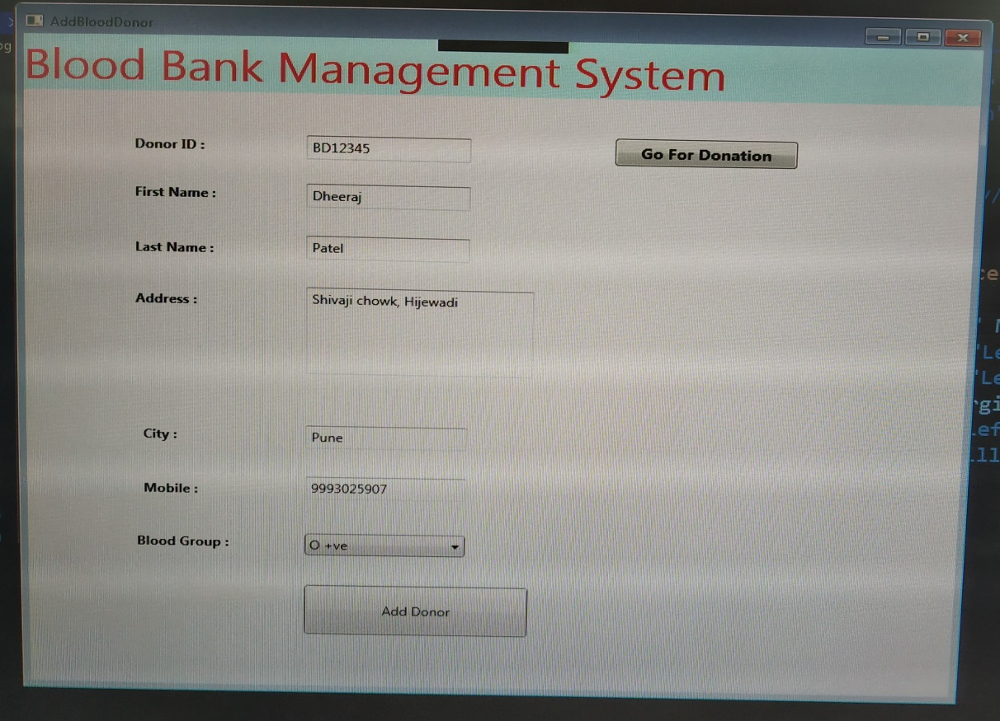 AddBloodDonor
Blood Bank Management System
Donor ID : BD12345
Go For Donation
First Name : Dheeraj
Last Name : Patel
Address : Shivaji chowk, Hijewadi
City : Pune
Mobile : 9993025907
Blood Group : O +ve
Add Donor